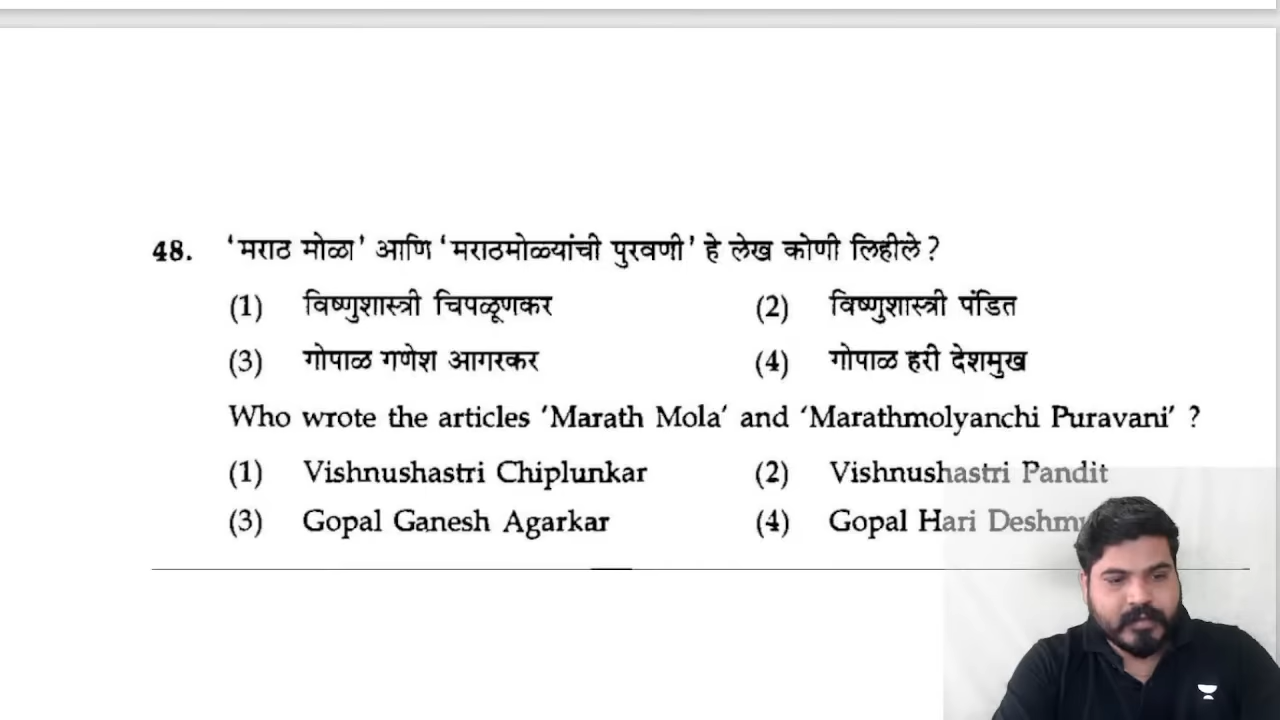 48. 'मराठ मोळा' आणि 'मराठमोळ्यांची पुरवणी' हे लेख कोणी लिहीले ?
(1) विष्णुशास्त्री चिपळूणकर (2) विष्णुशास्त्री पंडित
(3) गोपाळ गणेश आगरकर (4) गोपाळ हरी देशमुख
Who wrote the articles 'Marath Mola' and 'Marathmolyanchi Puravani' ?
(1) Vishnushastri Chiplunkar (2) Vishnushastri Pandit
(3) Gopal Ganesh Agarkar (4) Gopal Hari